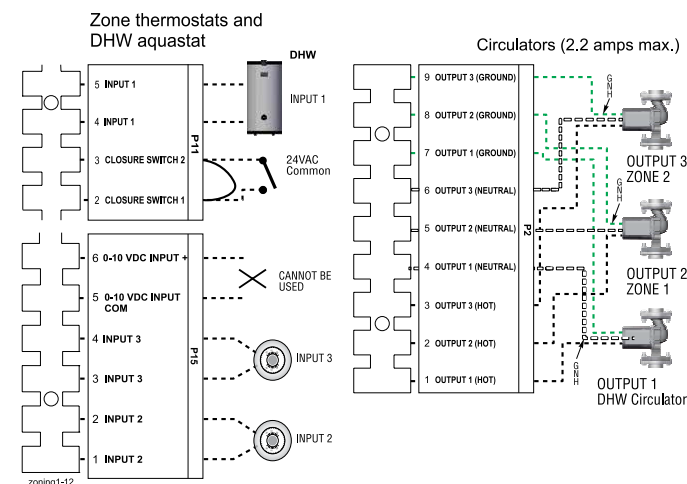 Zone thermostats and
DHW aquastat
5 INPUT 1
4 INPUT 1
3 CLOSURE SWITCH 2
2 CLOSURE SWITCH 1
P11
DHW
INPUT 1
24VAC
Common
6 0-10 VDC INPUT +
5 0-10 VDC INPUT
COM
4 INPUT 3
3 INPUT 3
2 INPUT 2
1 INPUT 2
P15
CANNOT BE
USED
INPUT 3
INPUT 2
zoning1-12
Circulators (2.2 amps max.)
9 OUTPUT 3 (GROUND)
8 OUTPUT 2 (GROUND)
7 OUTPUT 1 (GROUND)
6 OUTPUT 3 (NEUTRAL)
5 OUTPUT 2 (NEUTRAL)
4 OUTPUT 1 (NEUTRAL)
3 OUTPUT 3 (HOT)
2 OUTPUT 2 (HOT)
1 OUTPUT 1 (HOT)
P2
GNH
OUTPUT 3
ZONE 2
GNH
OUTPUT 2
ZONE 1
GNH
OUTPUT 1
DHW Circulator